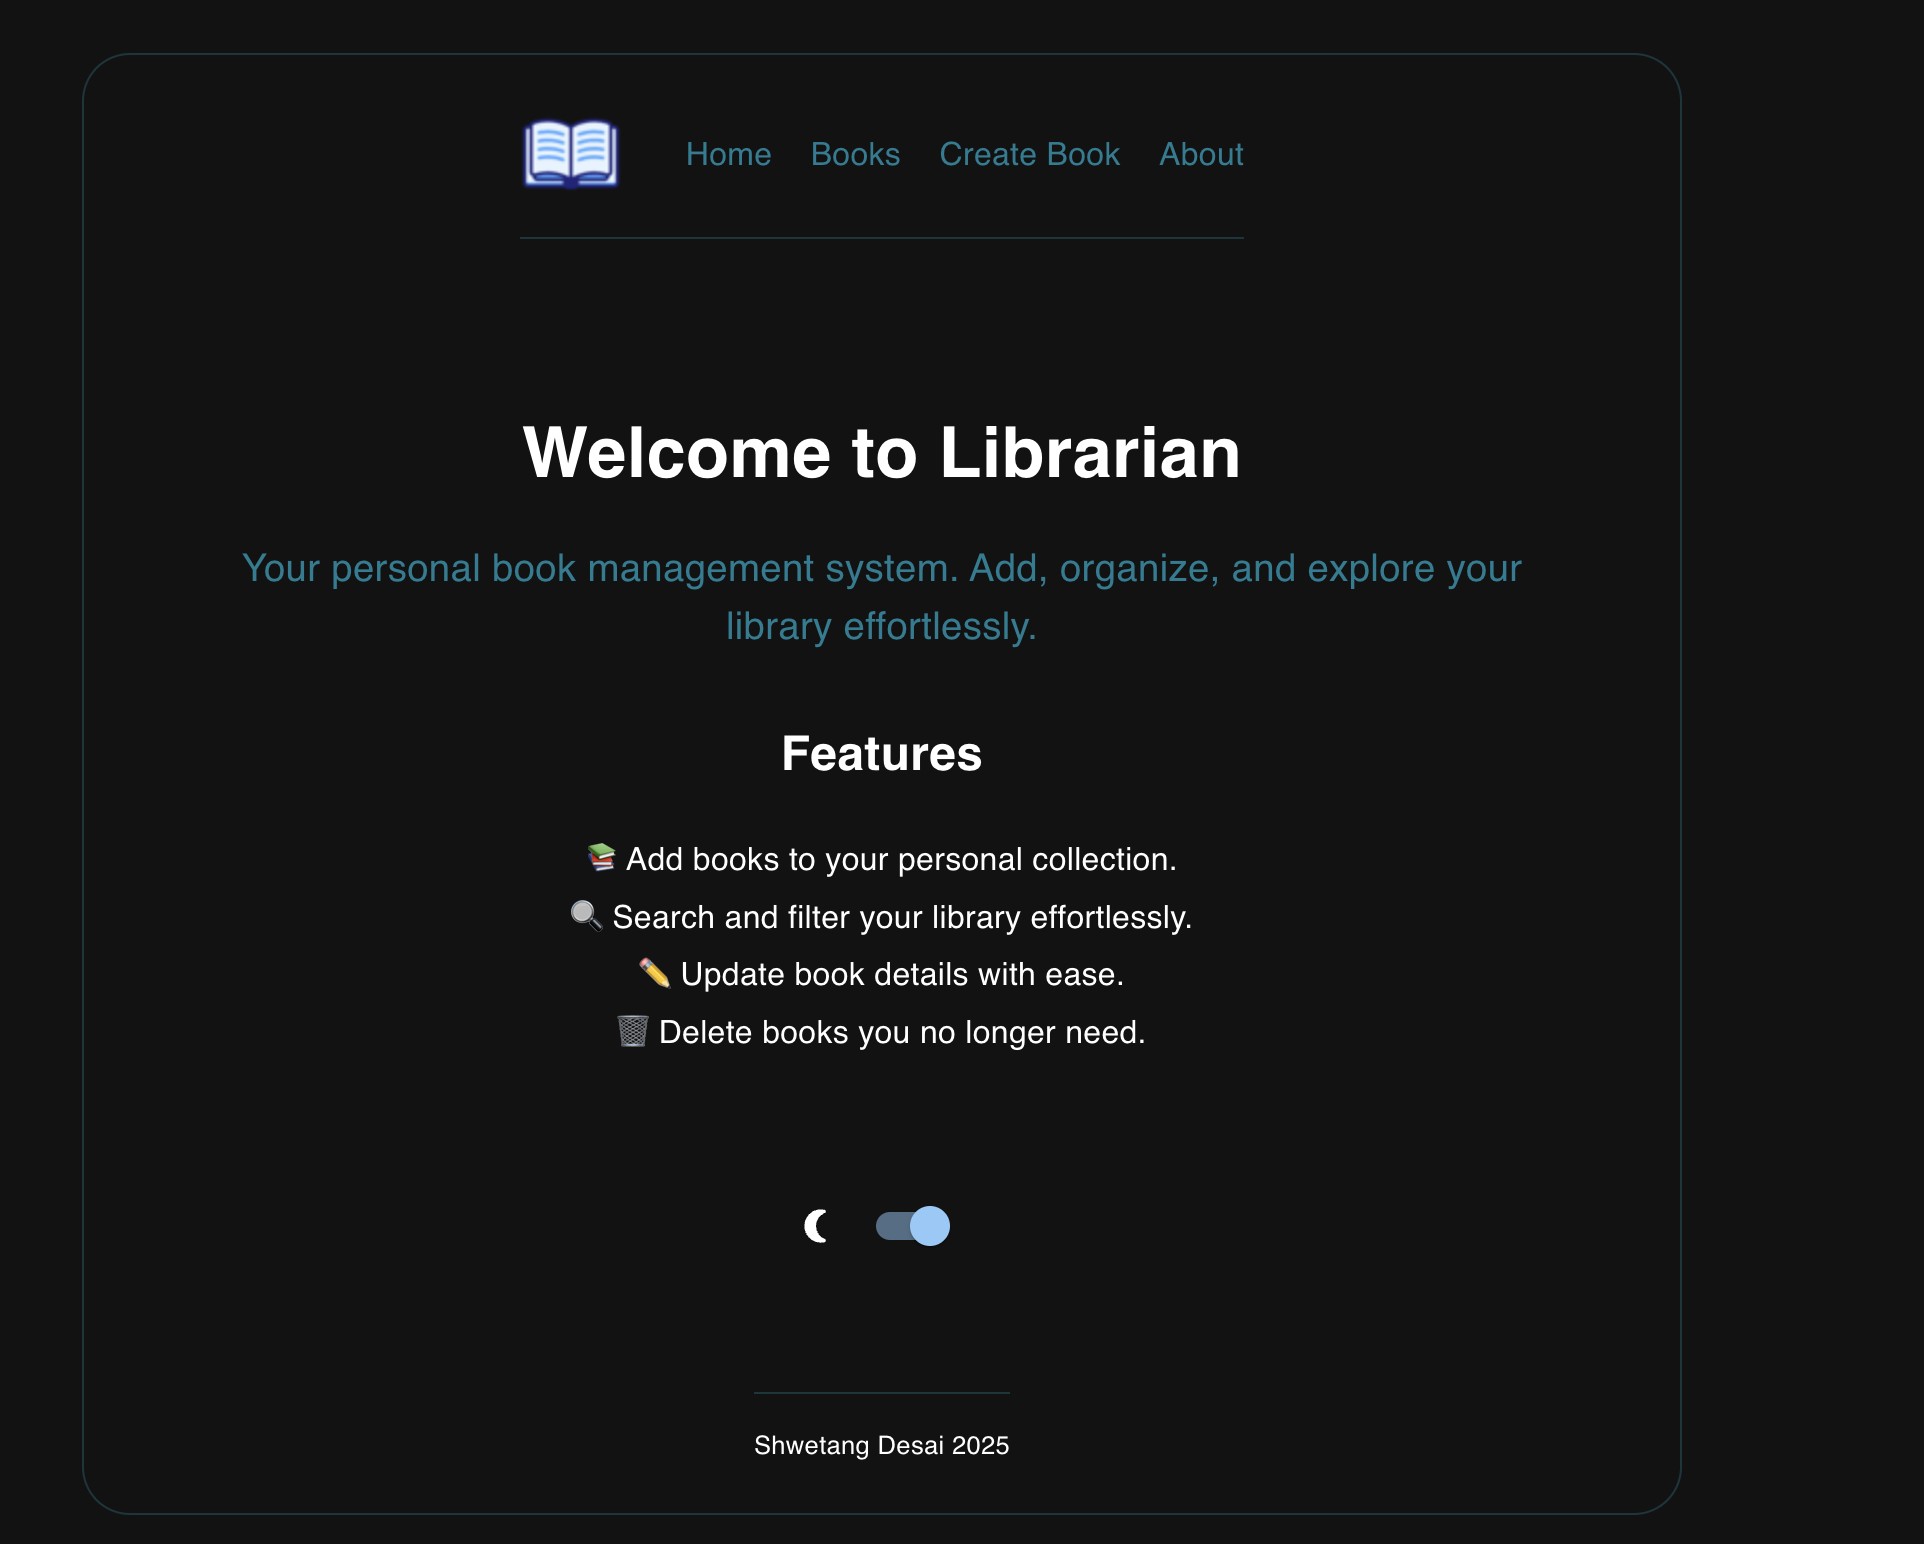 Home Books Create Book About
Welcome to Librarian
Your personal book management system. Add, organize, and explore your
library effortlessly.
Features
📚 Add books to your personal collection.
🔍 Search and filter your library effortlessly.
✏️ Update book details with ease.
🗑️ Delete books you no longer need.
Shwetang Desai 2025